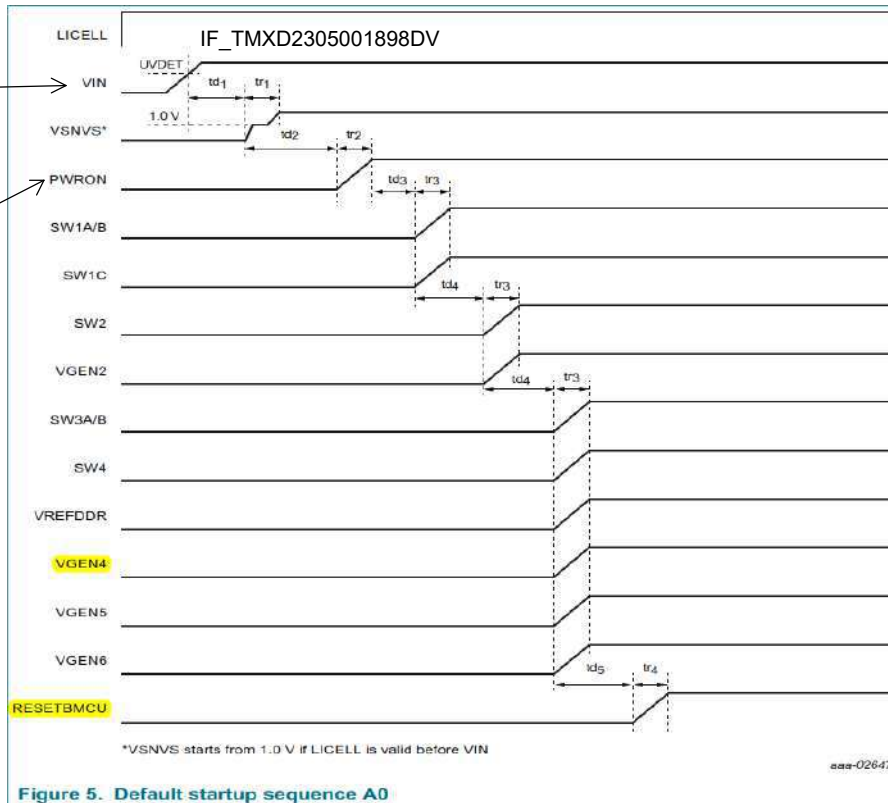 LICELL
IF_TMXD2305001898DV
UVDET
td1 tr1
VIN
1.0 V
VSNVS*
td2 tr2
PWRON
td3 tr3
SW1A/B
SW1C
td4 tr3
SW2
VGEN2
td4 tr3
SW3A/B
SW4
VREFDDR
VGEN4
VGEN5
VGEN6
td5 tr4
RESETBMCU
*VSNVS starts from 1.0 V if LICELL is valid before VIN
aaa-02647
Figure 5. Default startup sequence A0